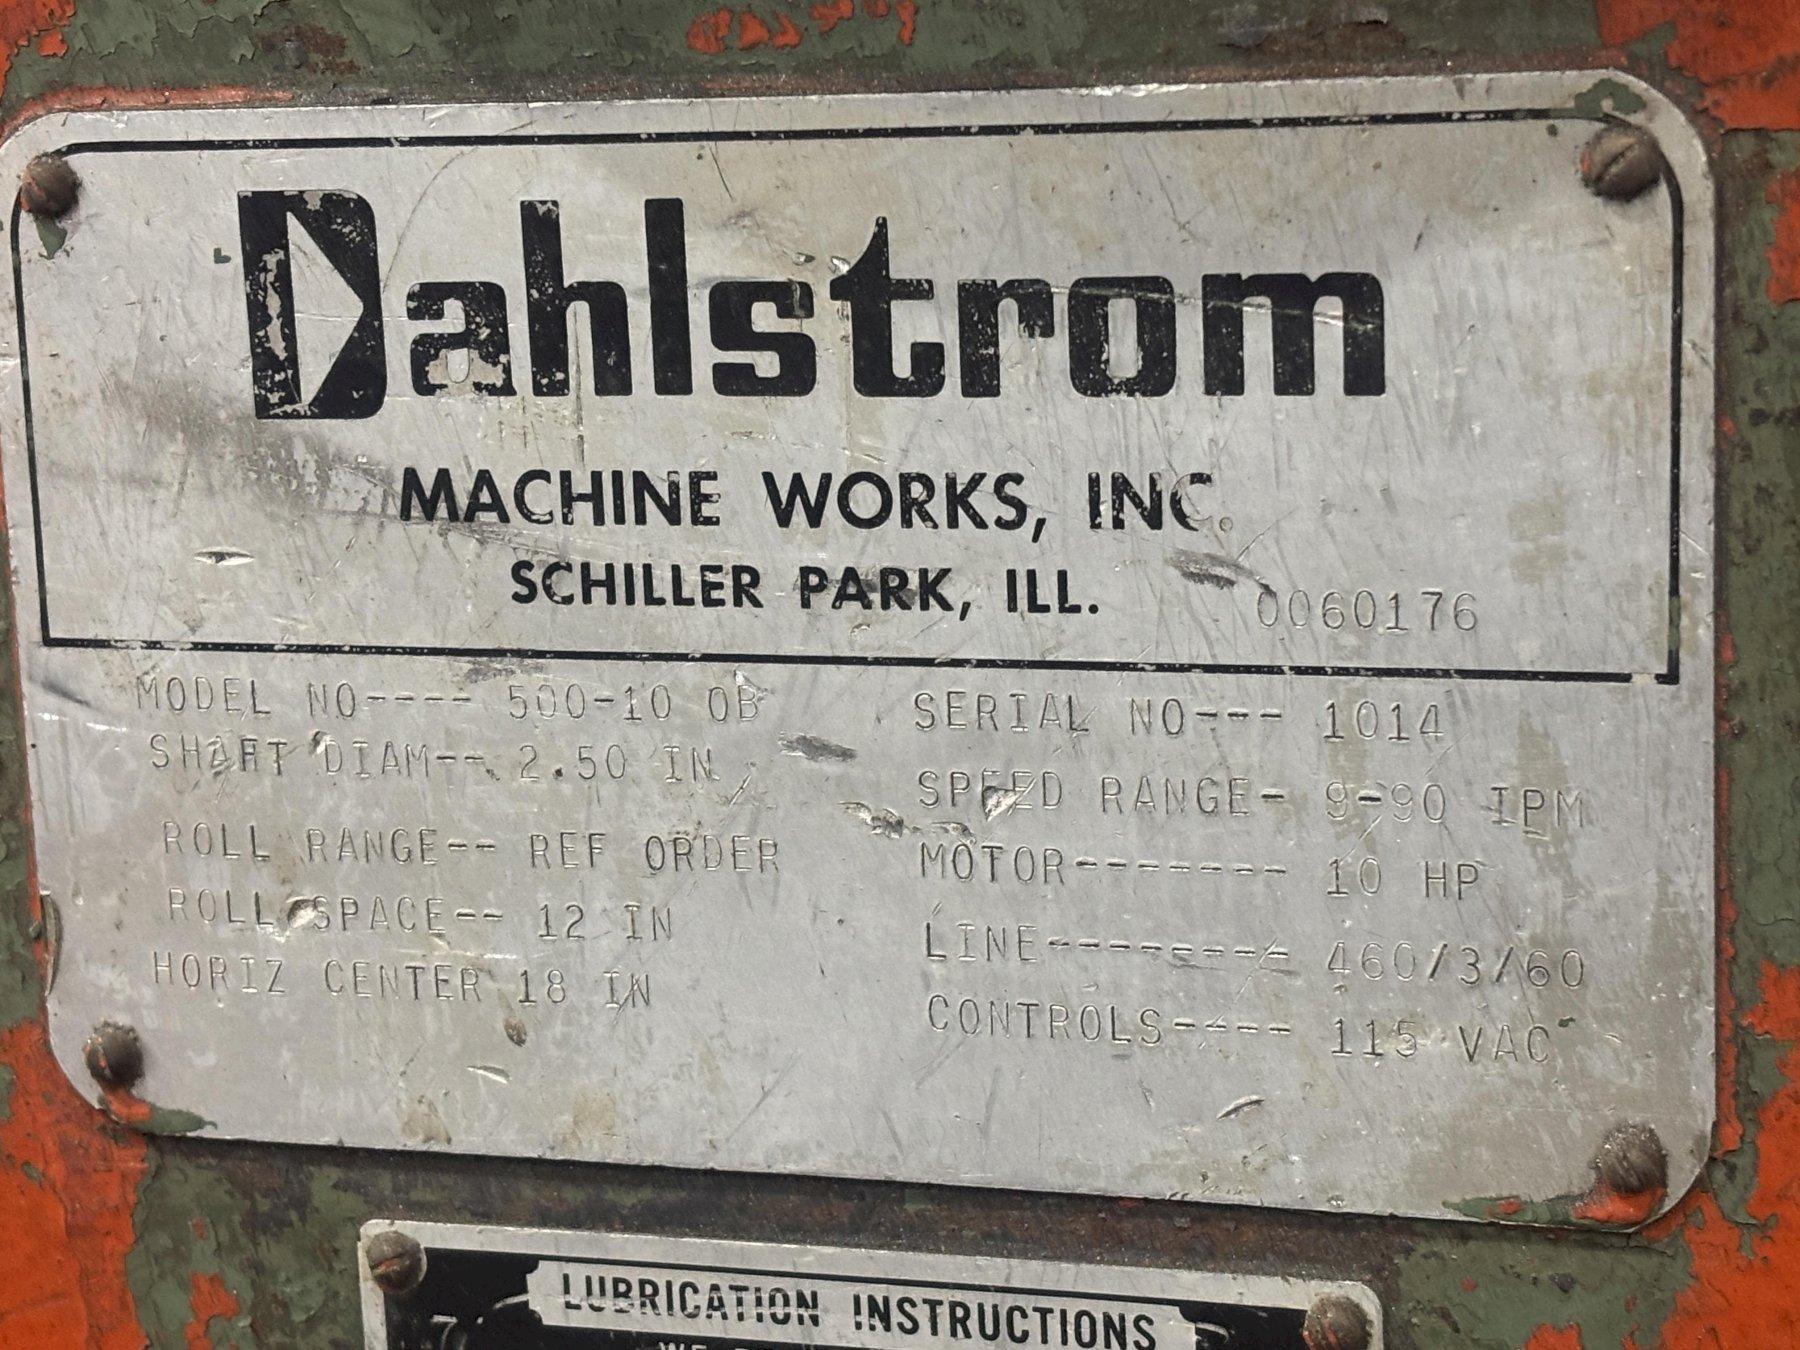 Dahlstrom
MACHINE WORKS, INC.
SCHILLER PARK, ILL.
0060176
MODEL NO---- 500-10 OB
SHAFT DIAM-- 2.50 IN
ROLL RANGE-- REF ORDER
ROLL SPACE-- 12 IN
HORIZ CENTER 18 IN
SERIAL NO--- 1014
SPEED RANGE- 9-90 IPM
MOTOR------- 10 HP
LINE-------- 460/3/60
CONTROLS---- 115 VAC
LUBRICATION INSTRUCTIONS